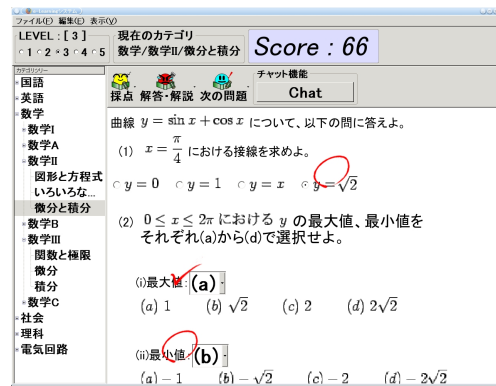 ファイル(F) 編集(E) 表示(V)
LEVEL : [ 3 ]
1 2 3 4 5
現在のカテゴリ
数学/数学II/微分と積分
Score : 66
カテゴリツリー
国語
英語
数学
数学I
数学A
数学II
図形と方程式
いろいろな...
微分と積分
数学B
数学III
関数と極限
微分
積分
数学C
社会
理科
電気回路
採点 解答・解説 次の問題
チャット機能
Chat
曲線 y = sin x + cos x について、以下の問に答えよ。
(1) x = π/4 における接線を求めよ。
y = 0 y = 1 y = x y = √2
(2) 0 ≤ x ≤ 2π における y の最大値、最小値を
それぞれ(a)から(d)で選択せよ。
(i)最大値: (a)
(a) 1 (b) √2 (c) 2 (d) 2√2
(ii)最小値: (b)
(a) − 1 (b) − √2 (c) − 2 (d) − 2√2